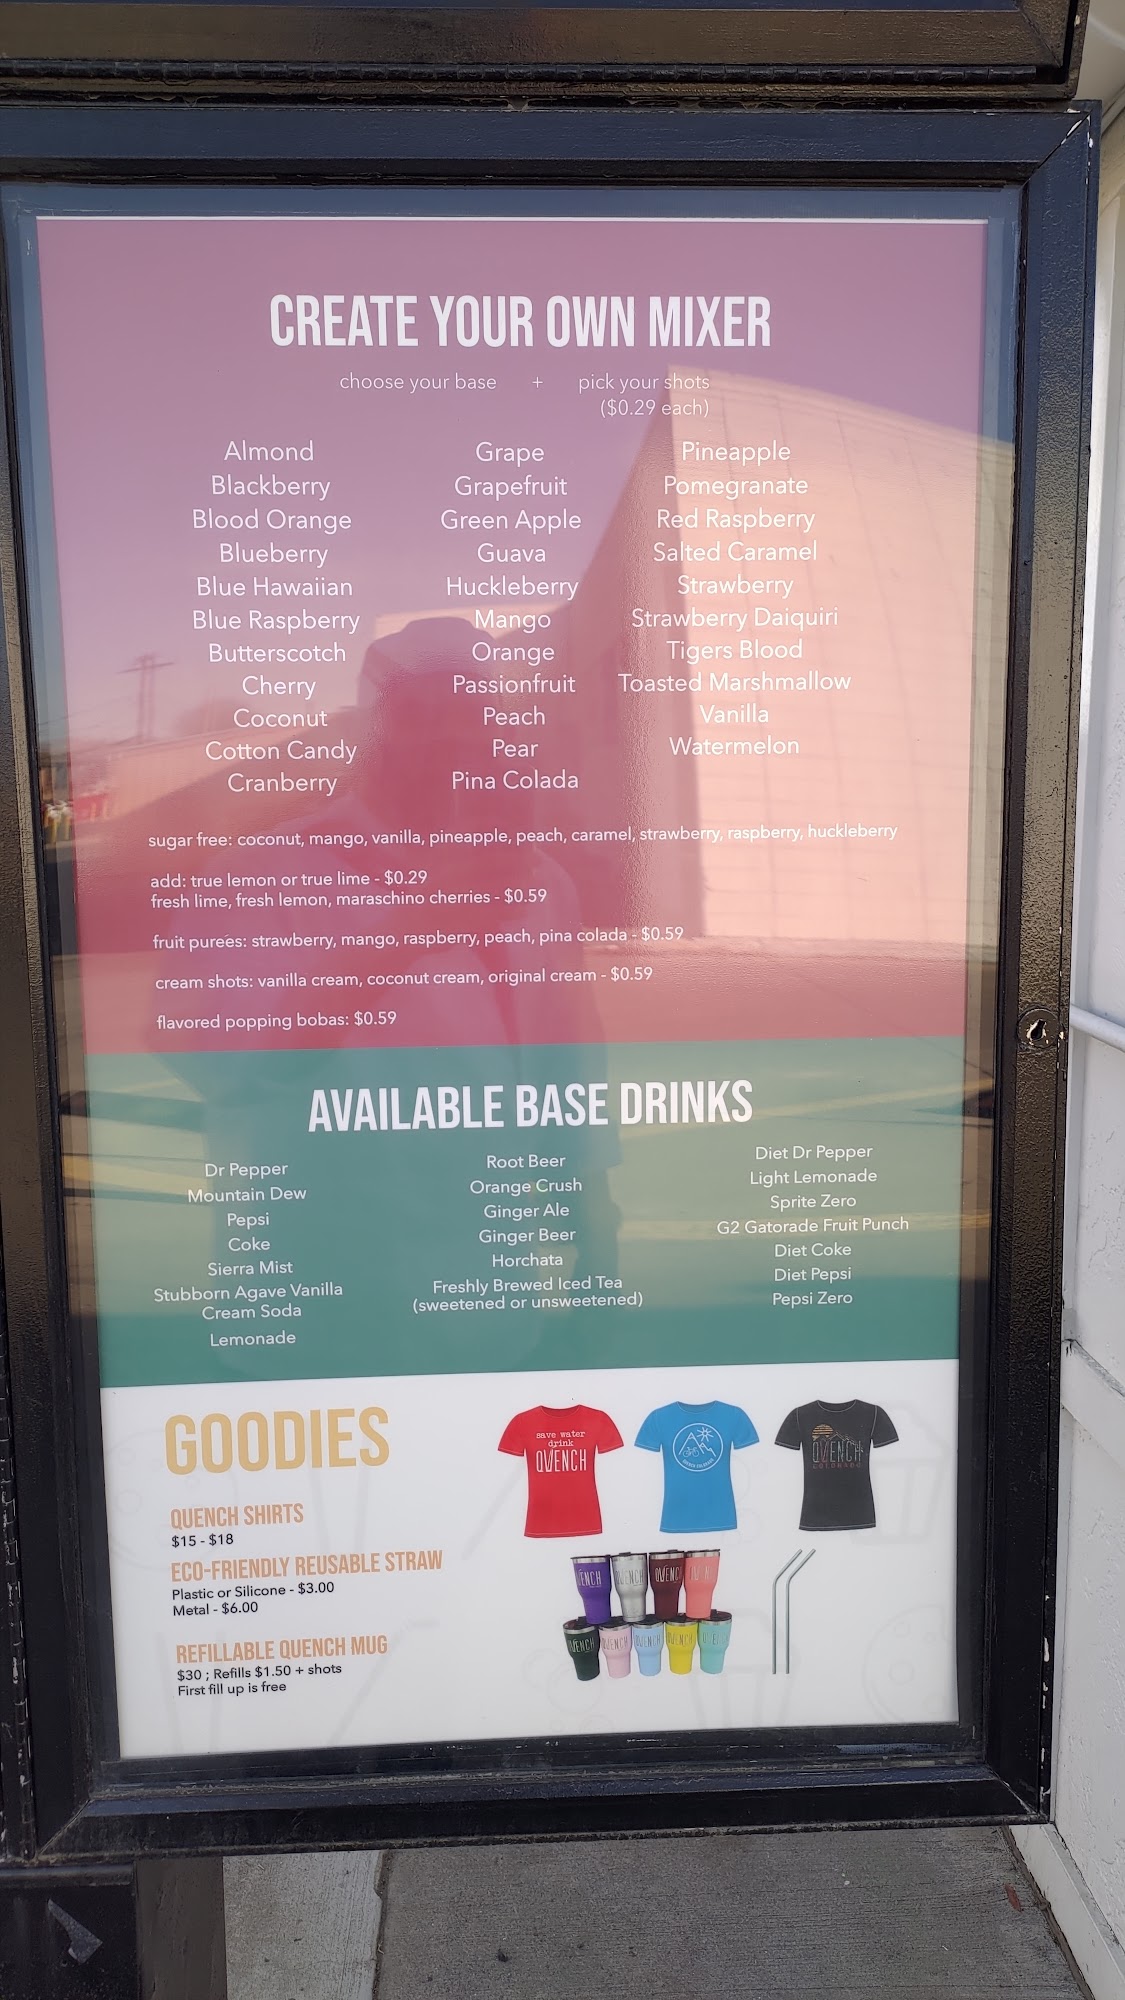 CREATE YOUR OWN MIXER
choose your base + pick your shots
($0.29 each)
Almond
Blackberry
Blood Orange
Blueberry
Blue Hawaiian
Blue Raspberry
Butterscotch
Cherry
Coconut
Cotton Candy
Cranberry
Grape
Grapefruit
Green Apple
Guava
Huckleberry
Mango
Orange
Passionfruit
Peach
Pear
Pina Colada
Pineapple
Pomegranate
Red Raspberry
Salted Caramel
Strawberry
Strawberry Daiquiri
Tigers Blood
Toasted Marshmallow
Vanilla
Watermelon
sugar free: coconut, mango, vanilla, pineapple, peach, caramel, strawberry, raspberry, huckleberry
add: true lemon or true lime - $0.29
fresh lime, fresh lemon, maraschino cherries - $0.59
fruit purees: strawberry, mango, raspberry, peach, pina colada - $0.59
cream shots: vanilla cream, coconut cream, original cream - $0.59
flavored popping bobas: $0.59
AVAILABLE BASE DRINKS
Dr Pepper
Mountain Dew
Pepsi
Coke
Sierra Mist
Stubborn Agave Vanilla
Cream Soda
Lemonade
Root Beer
Orange Crush
Ginger Ale
Ginger Beer
Horchata
Freshly Brewed Iced Tea
(sweetened or unsweetened)
Diet Dr Pepper
Light Lemonade
Sprite Zero
G2 Gatorade Fruit Punch
Diet Coke
Diet Pepsi
Pepsi Zero
GOODIES
QUENCH SHIRTS
$15 - $18
ECO-FRIENDLY REUSABLE STRAW
Plastic or Silicone - $3.00
Metal - $6.00
REFILLABLE QUENCH MUG
$30 ; Refills $1.50 + shots
First fill up is free
save water
drink
QUENCH
QUENCH
COLORADO
QUENCH
QUENCH
QUENCH
QUENCH
QUENCH